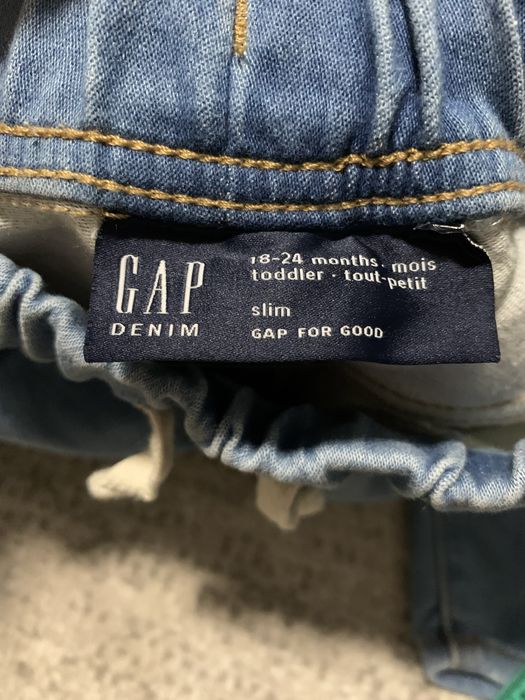 GAP
DENIM
18-24 months · mois
toddler · tout-petit
slim
GAP FOR GOOD